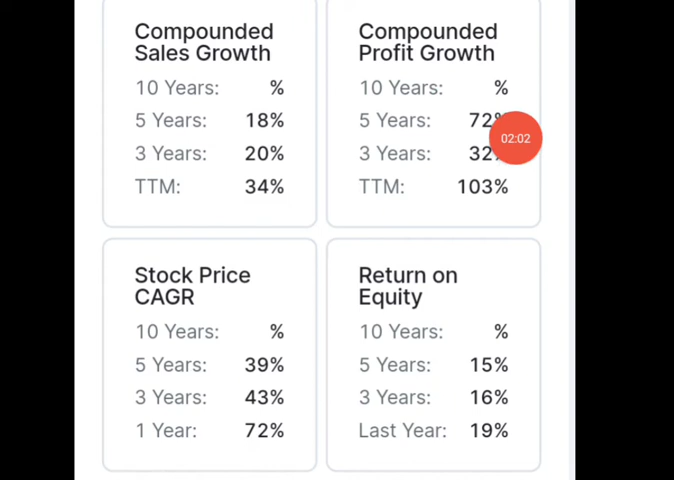 Compounded
Sales Growth
10 Years: %
5 Years: 18%
3 Years: 20%
TTM: 34%
Compounded
Profit Growth
10 Years: %
5 Years: 72%
02:02
3 Years: 32
TTM: 103%
Stock Price
CAGR
10 Years: %
5 Years: 39%
3 Years: 43%
1 Year: 72%
Return on
Equity
10 Years: %
5 Years: 15%
3 Years: 16%
Last Year: 19%